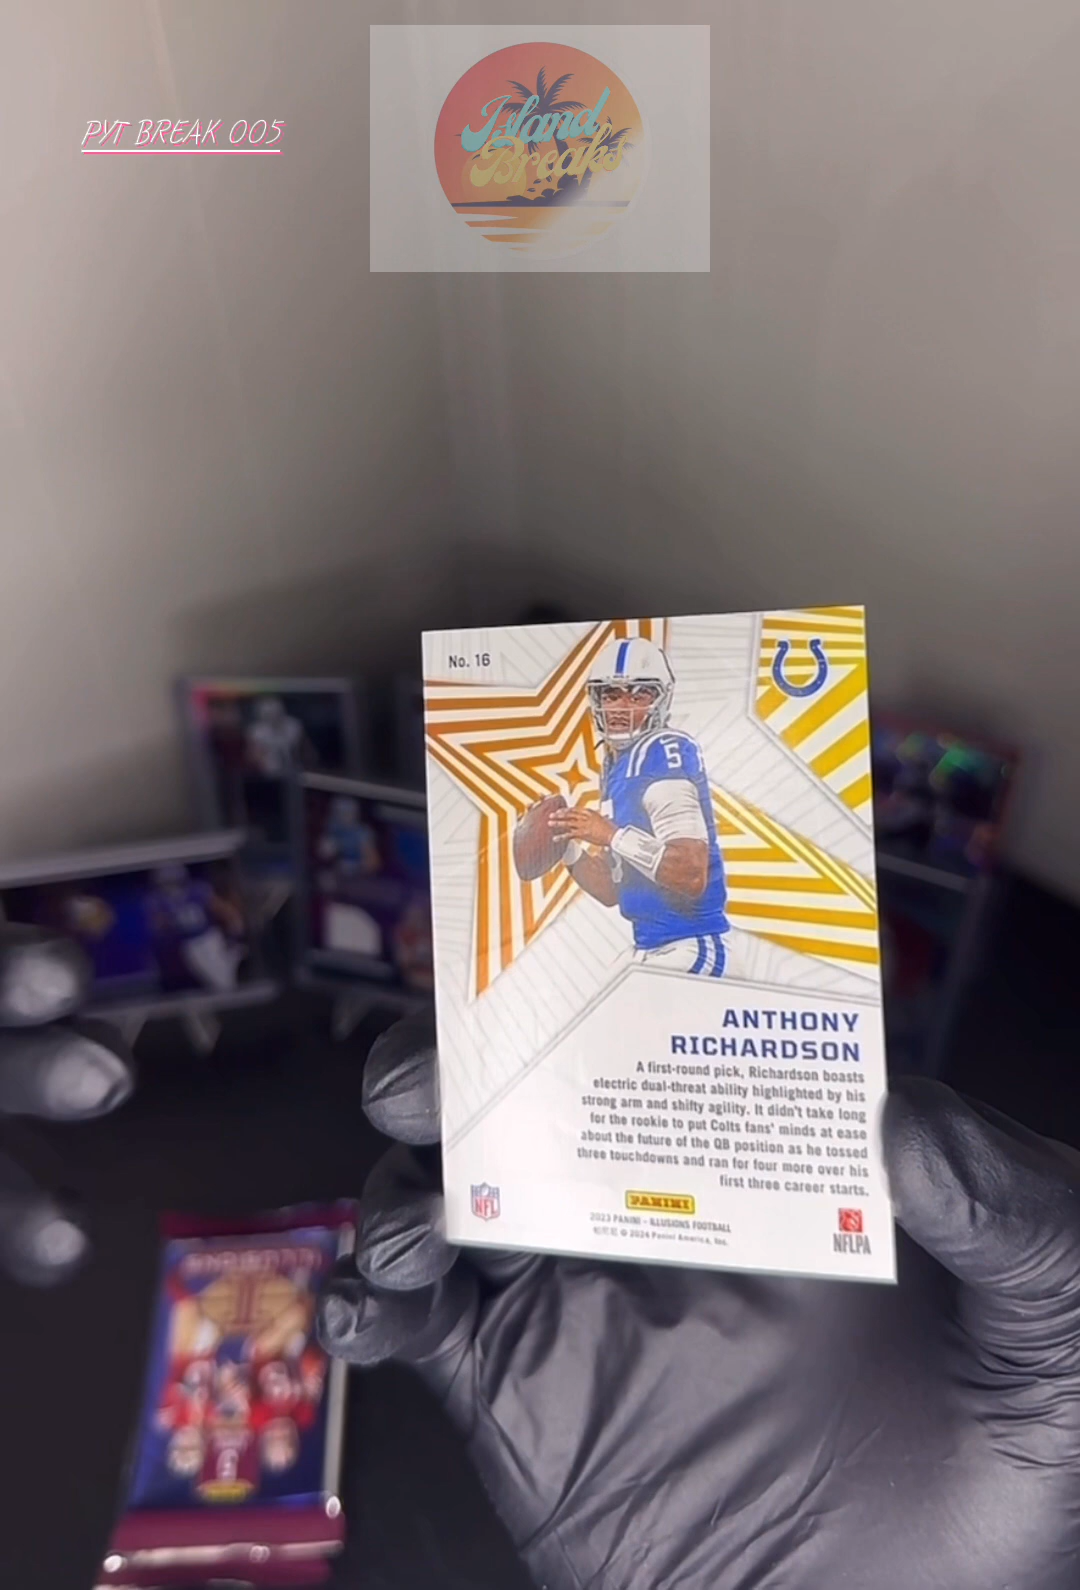 PYT BREAK 005
Island
Breaks
No. 16
5
ANTHONY
RICHARDSON
A first-round pick, Richardson boasts
electric dual-threat ability highlighted by his
strong arm and shifty agility. It didn't take long
for the rookie to put Colts fans' minds at ease
about the future of the QB position as he tossed
three touchdowns and ran for four more over his
first three career starts.
NFL
PANINI
2023 PANINI - ILLUSIONS FOOTBALL
© 2024 Panini America, Inc.
NFLPA